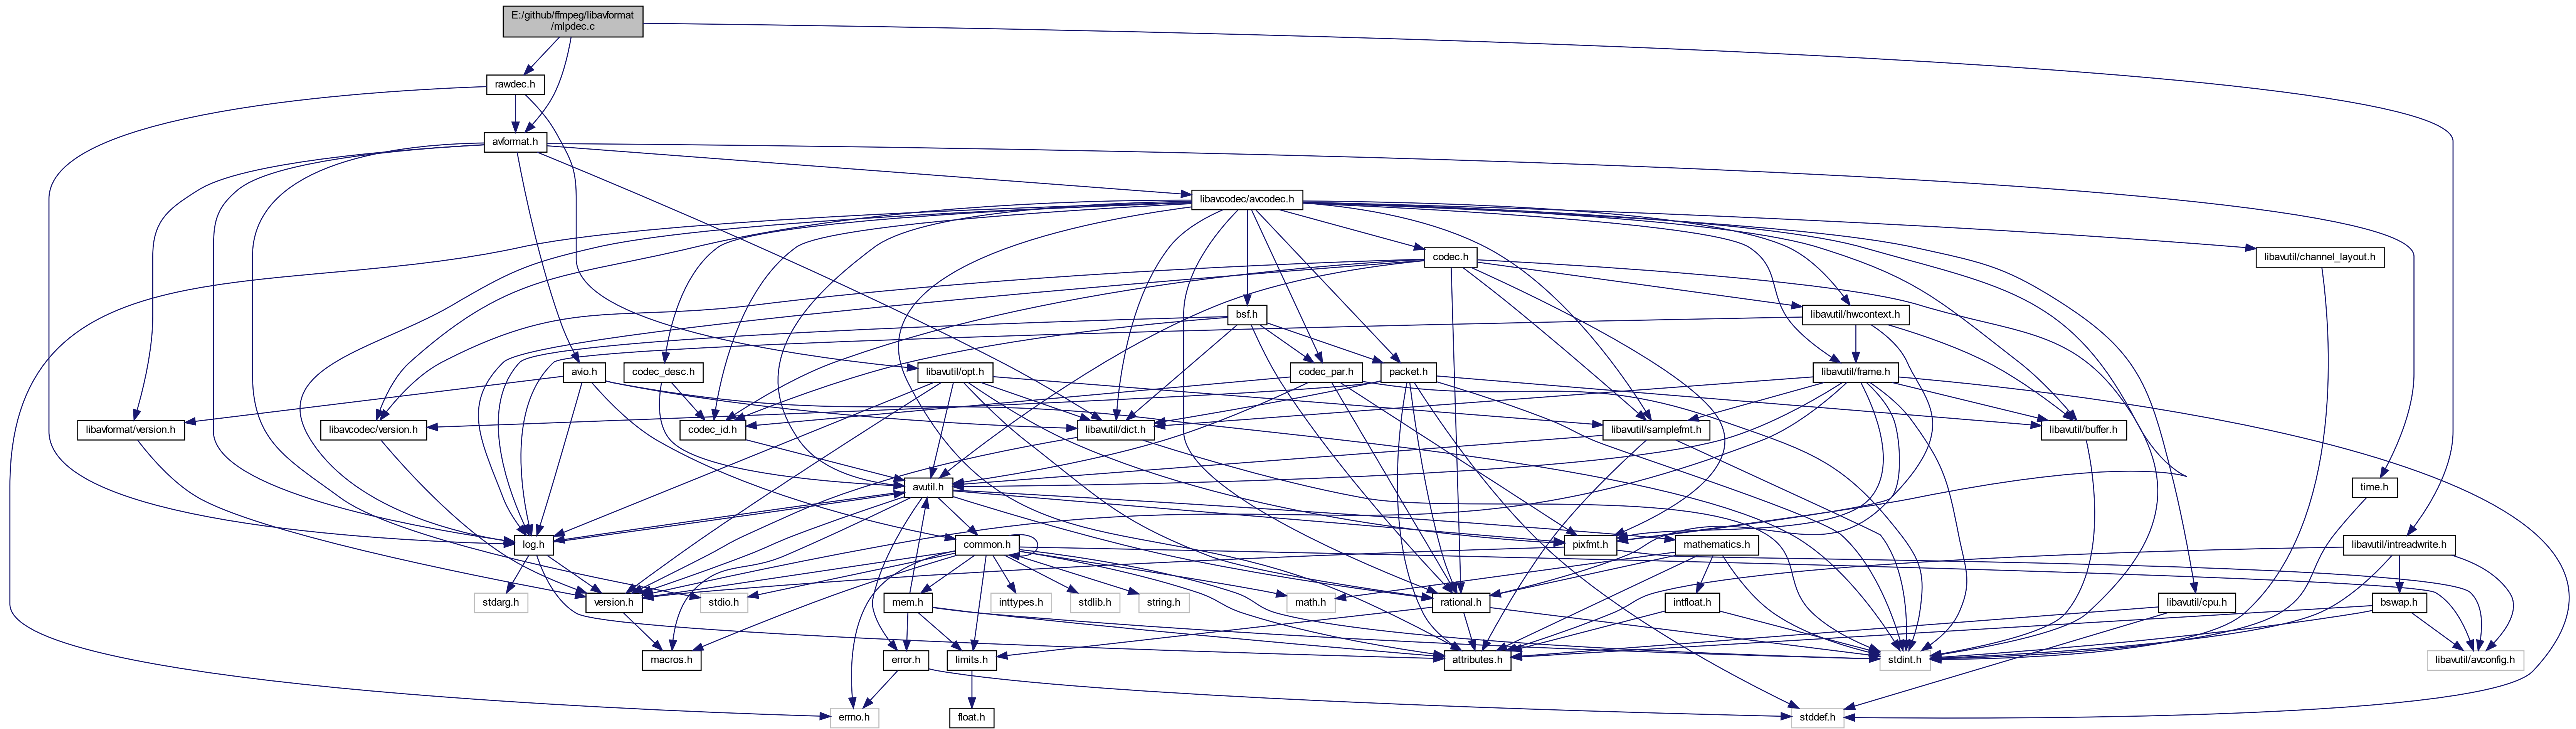 E:/github/ffmpeg/libavformat
/mlpdec.c
rawdec.h
avformat.h
libavcodec/avcodec.h
codec.h
libavutil/channel_layout.h
bsf.h
libavutil/hwcontext.h
avio.h
codec_desc.h
libavutil/opt.h
codec_par.h
packet.h
libavutil/frame.h
libavformat/version.h
libavcodec/version.h
codec_id.h
libavutil/dict.h
libavutil/samplefmt.h
libavutil/buffer.h
avutil.h
time.h
log.h
common.h
pixfmt.h
mathematics.h
libavutil/intreadwrite.h
stdarg.h
version.h
stdio.h
mem.h
inttypes.h
stdlib.h
string.h
math.h
rational.h
intfloat.h
libavutil/cpu.h
bswap.h
macros.h
error.h
limits.h
attributes.h
stdint.h
libavutil/avconfig.h
errno.h
float.h
stddef.h